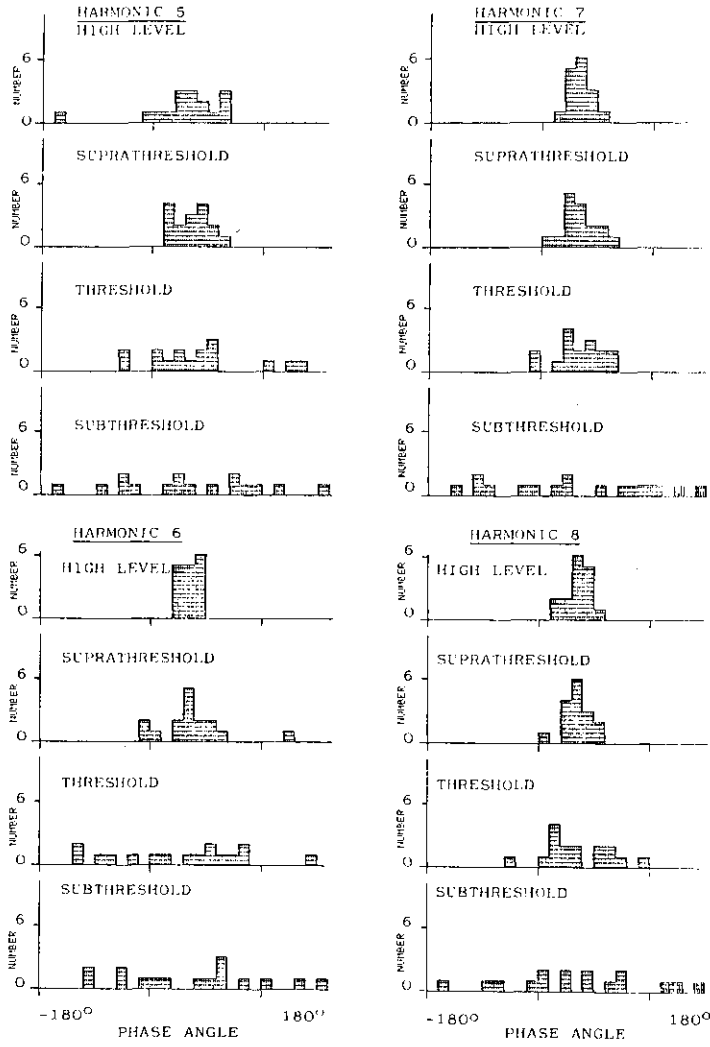 HARMONIC 5
HIGH LEVEL
NUMBER
6
0
SUPRATHRESHOLD
NUMBER
6
0
THRESHOLD
NUMBER
6
0
SUBTHRESHOLD
NUMBER
6
0
HARMONIC 6
HIGH LEVEL
NUMBER
6
0
SUPRATHRESHOLD
NUMBER
6
0
THRESHOLD
NUMBER
6
0
SUBTHRESHOLD
NUMBER
6
0
-180° 180°
PHASE ANGLE
HARMONIC 7
HIGH LEVEL
NUMBER
6
0
SUPRATHRESHOLD
NUMBER
6
0
THRESHOLD
NUMBER
6
0
SUBTHRESHOLD
NUMBER
6
0
HARMONIC 8
HIGH LEVEL
NUMBER
6
0
SUPRATHRESHOLD
NUMBER
6
0
THRESHOLD
NUMBER
6
0
SUBTHRESHOLD
NUMBER
6
0
-180° 180°
PHASE ANGLE